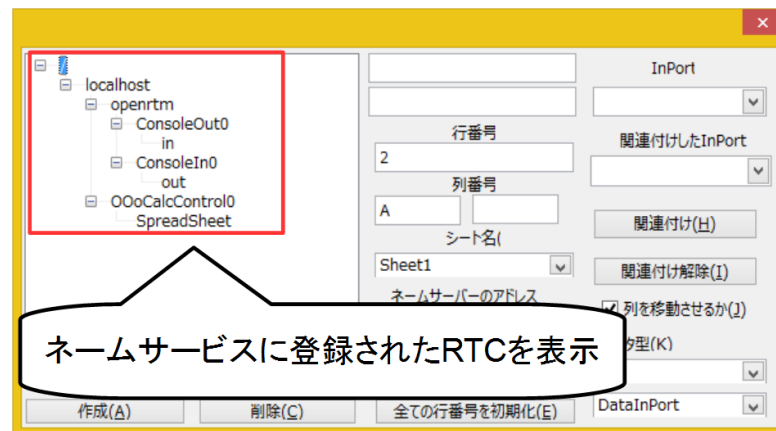 localhost
openrtm
ConsoleOut0
in
ConsoleIn0
out
OOoCalcControl0
SpreadSheet
行番号
2
列番号
A
シート名(
Sheet1
ネームサーバーのアドレス
InPort
関連付けしたInPort
関連付け(H)
関連付け解除(I)
列を移動させるか(J)
タ型(K)
DataInPort
ネームサービスに登録されたRTCを表示
作成(A)
削除(C)
全ての行番号を初期化(E)